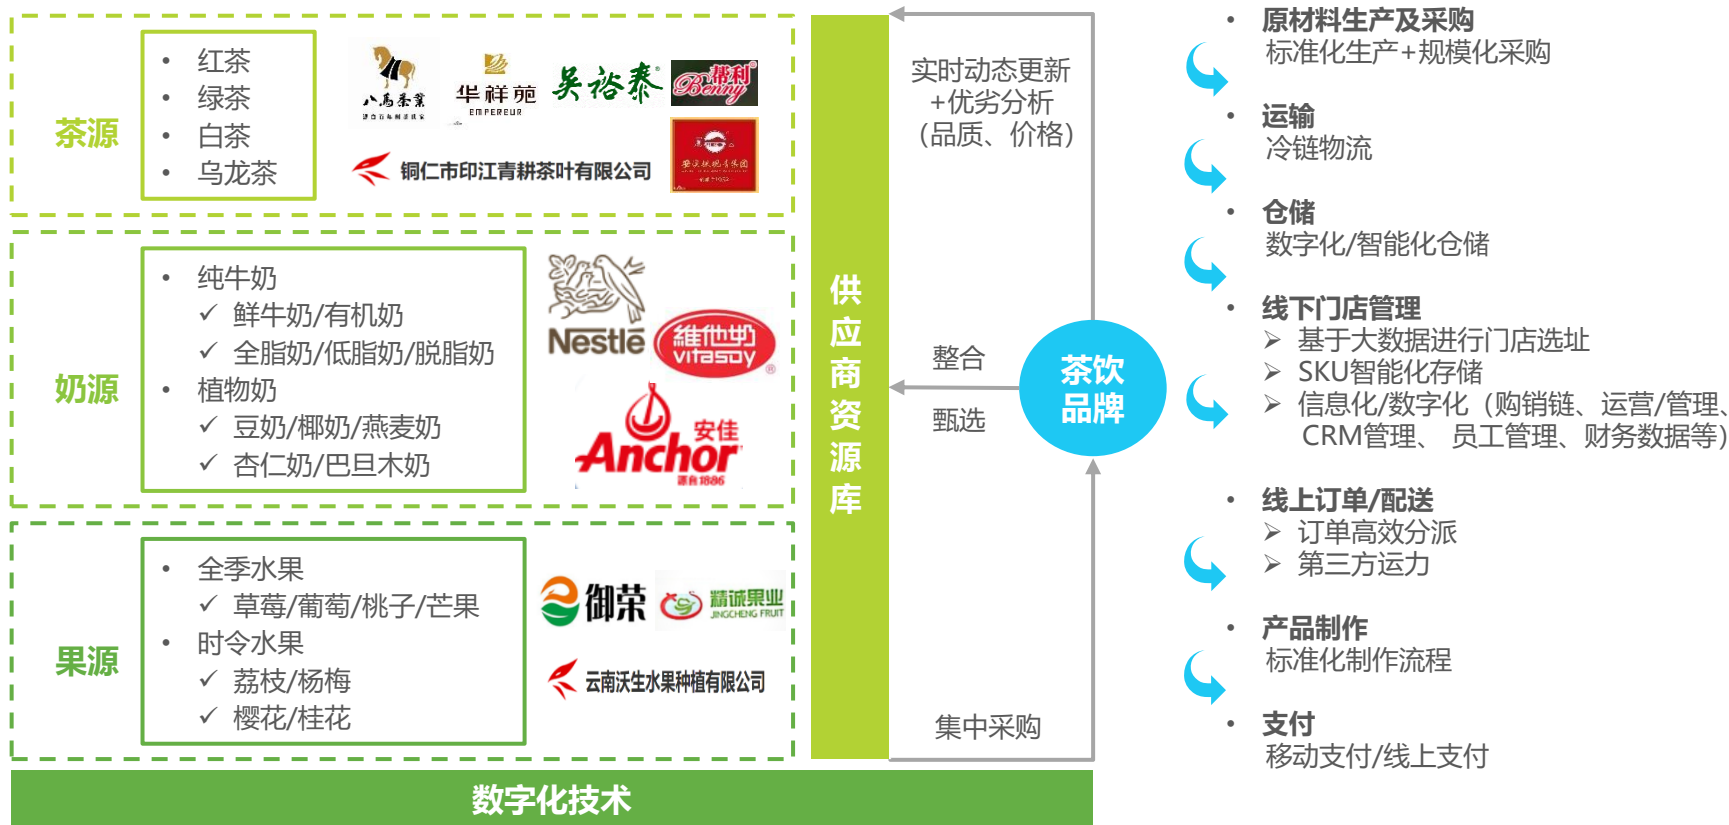 茶源
红茶
绿茶
白茶
乌龙茶
八马茶业
华祥苑
EMPEREUR
吴裕泰
帮利
Benny
铜仁市印江青耕茶叶有限公司
奶源
纯牛奶
鲜牛奶/有机奶
全脂奶/低脂奶/脱脂奶
植物奶
豆奶/椰奶/燕麦奶
杏仁奶/巴旦木奶
Nestlé
維他奶
vitasoy
安佳
Anchor
源自1886
果源
全季水果
草莓/葡萄/桃子/芒果
时令水果
荔枝/杨梅
樱花/桂花
御荣
精诚果业
JINGCHENG FRUIT
云南沃生水果种植有限公司
供应商资源库
实时动态更新
+优劣分析
（品质、价格）
整合
甄选
茶饮
品牌
集中采购
数字化技术
原材料生产及采购
标准化生产+规模化采购
运输
冷链物流
仓储
数字化/智能化仓储
线下门店管理
基于大数据进行门店选址
SKU智能化存储
信息化/数字化（购销链、运营/管理、
CRM管理、 员工管理、财务数据等）
线上订单/配送
订单高效分派
第三方运力
产品制作
标准化制作流程
支付
移动支付/线上支付